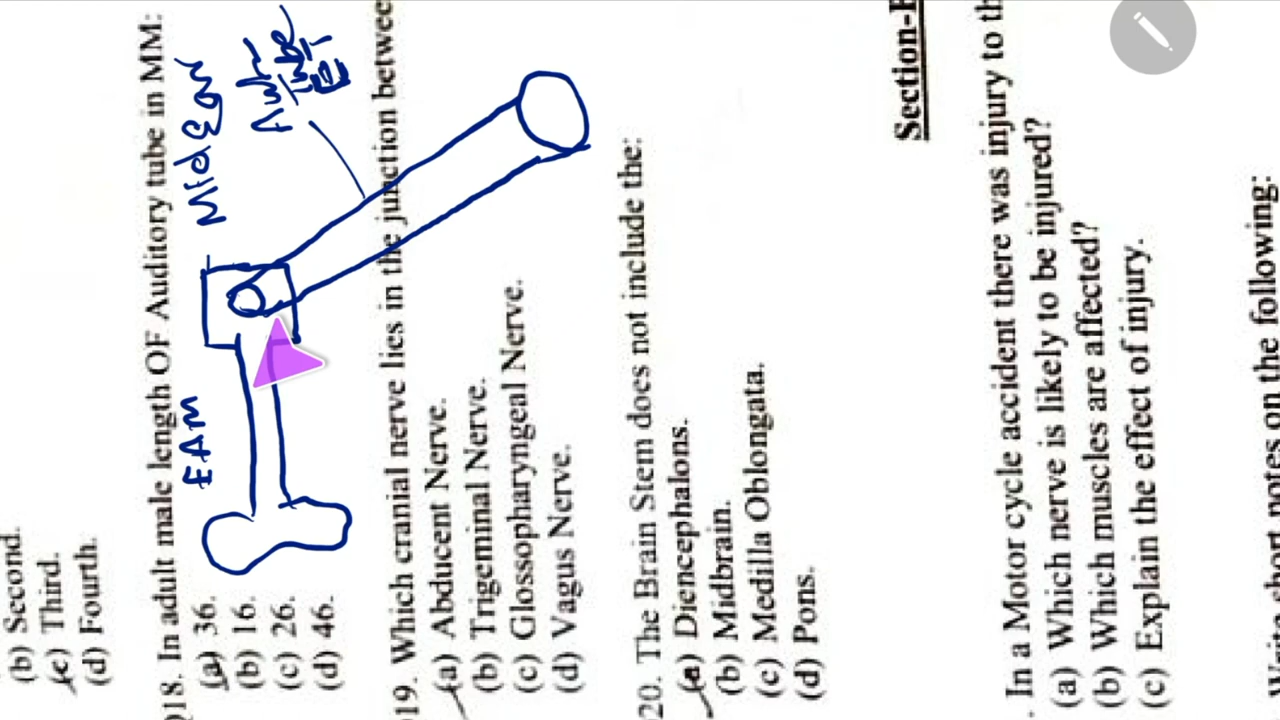 (b) Second.
(c) Third.
(d) Fourth.
Q18. In adult male length OF Auditory tube in MM:
(a) 36.
(b) 16.
(c) 26.
(d) 46.
EAM
Mid Ear
tube
19. Which cranial nerve lies in the junction betwee
(a) Abducent Nerve.
(b) Trigeminal Nerve.
(c) Glossopharyngeal Nerve.
(d) Vagus Nerve.
20. The Brain Stem does not include the:
(a) Diencephalons.
(b) Midbrain.
(c) Medilla Oblongata.
(d) Pons.
Section-
. In a Motor cycle accident there was injury to th
(a) Which nerve is likely to be injured?
(b) Which muscles are affected?
(c) Explain the effect of injury.
Write short notes on the following: